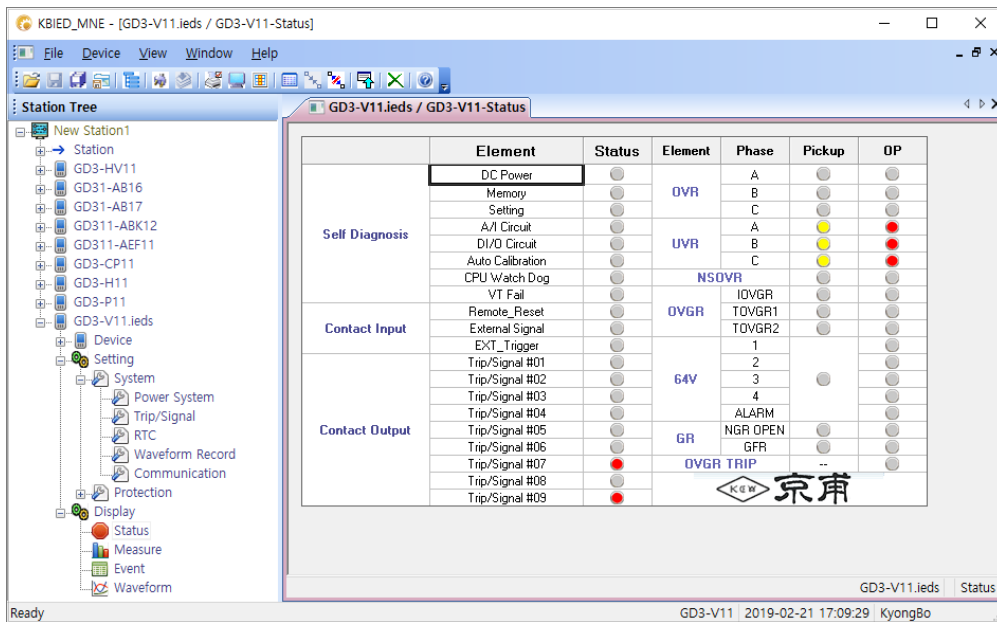 KBIED_MNE - [GD3-V11.ieds / GD3-V11-Status]
File Device View Window Help
Station Tree
New Station1
Station
GD3-HV11
GD31-AB16
GD31-AB17
GD311-ABK12
GD311-AEF11
GD3-CP11
GD3-H11
GD3-P11
GD3-V11.ieds
Device
Setting
System
Power System
Trip/Signal
RTC
Waveform Record
Communication
Protection
Display
Status
Measure
Event
Waveform
GD3-V11.ieds / GD3-V11-Status
Element Status Element Phase Pickup OP
Self Diagnosis
DC Power
Memory
Setting
A/I Circuit
DI/O Circuit
Auto Calibration
CPU Watch Dog
VT Fail
Contact Input
Remote_Reset
External Signal
EXT_Trigger
Contact Output
Trip/Signal #01
Trip/Signal #02
Trip/Signal #03
Trip/Signal #04
Trip/Signal #05
Trip/Signal #06
Trip/Signal #07
Trip/Signal #08
Trip/Signal #09
OVR
A
B
C
UVR
A
B
C
NSOVR
OVGR
IOVGR
TOVGR1
TOVGR2
64V
1
2
3
4
ALARM
GR
NGR OPEN
GFR
OVGR TRIP --
KCW 京甫
GD3-V11.ieds Status
Ready GD3-V11 2019-02-21 17:09:29 KyongBo